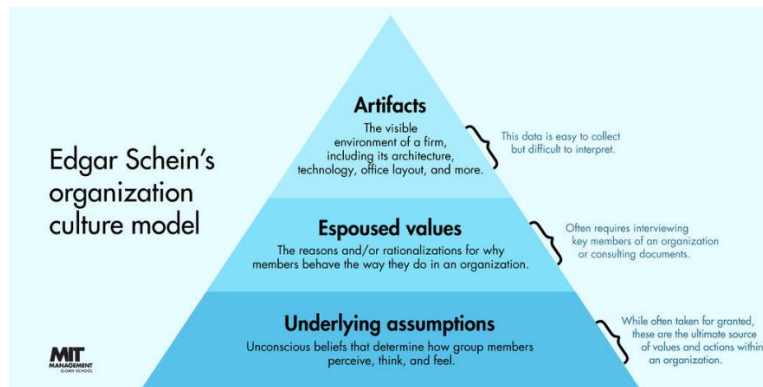 Edgar Schein's
organization
culture model
Artifacts
The visible
environment of a firm,
including its architecture,
technology, office layout, and more.
This data is easy to collect
but difficult to interpret.
Espoused values
The reasons and/or rationalizations for why
members behave the way they do in an organization.
Often requires interviewing
key members of an organization
or consulting documents.
Underlying assumptions
Unconscious beliefs that determine how group members
perceive, think, and feel.
While often taken for granted,
these are the ultimate source
of values and actions within
an organization.
MIT
MANAGEMENT
SLOAN SCHOOL